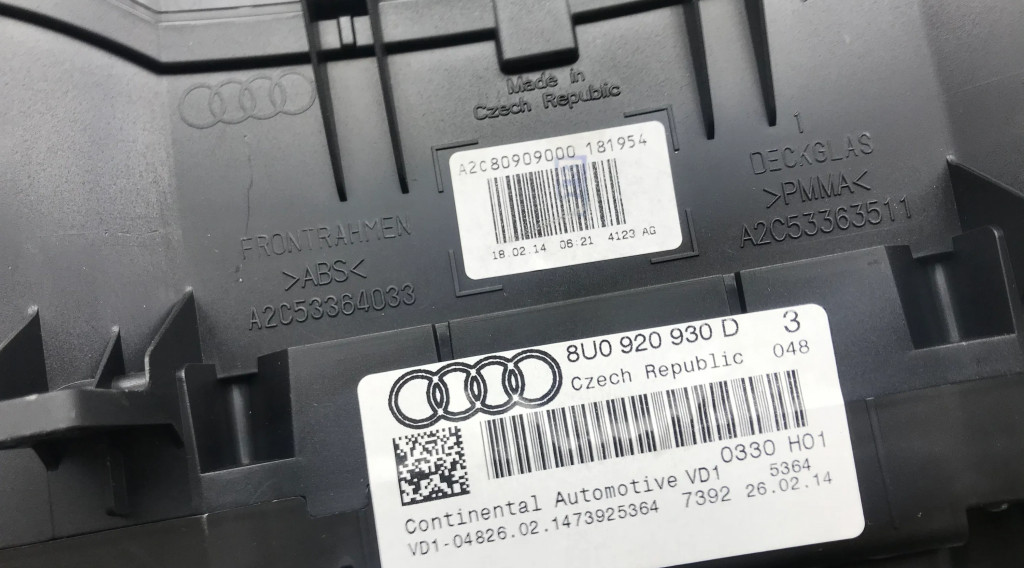 Made in
Czech Republic
A2C80909000 181954
18.02.14 06:21 4123 AG
FRONTRAHMEN
>ABS<
A2C53364033
1
DECKGLAS
>PMMA<
A2C53363511
8U0 920 930 D 3
Czech Republic 048
0330 H01
Continental Automotive VD1 5364
7392 26.02.14
VD1-04826.02.1473925364